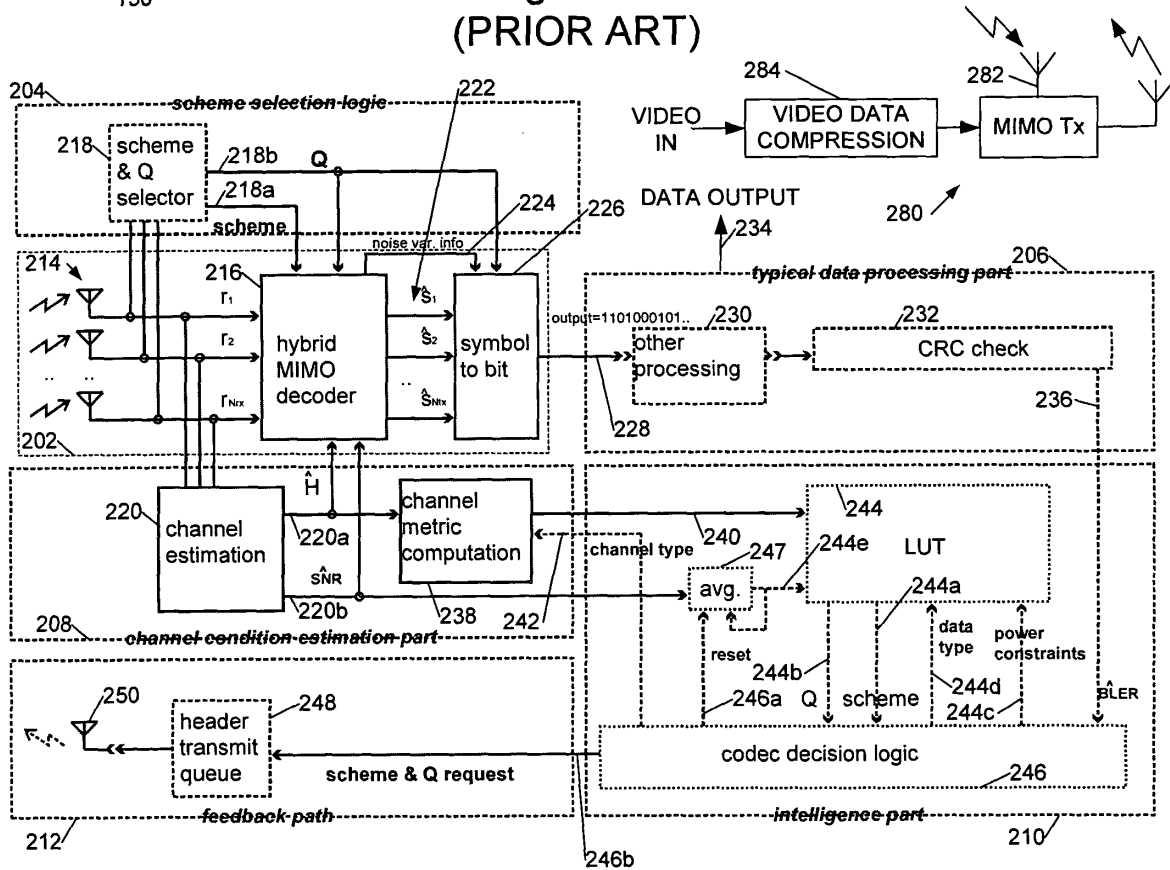 (PRIOR ART)
204
scheme selection logic
222
284
282
VIDEO IN
VIDEO DATA COMPRESSION
MIMO Tx
218
scheme & Q selector
218b
Q
218a
scheme
224
226
DATA OUTPUT
280
234
noise var. info
214
216
206
typical data processing part
r1
r2
.. ..
rNrx
hybrid MIMO decoder
Ŝ1
Ŝ2
..
ŜNtx
symbol to bit
output=1101000101..
230
other processing
232
CRC check
228
236
202
Ĥ
220
channel estimation
220a
channel metric computation
240
244
LUT
channel type
247
244e
avg.
SN̂R
220b
238
242
244a
208
channel condition estimation part
reset
244b
data type
power constraints
246a
Q
scheme
244d
244c
BL̂ER
250
248
header transmit queue
scheme & Q request
codec decision logic
246
feedback path
intelligence part
212
210
246b